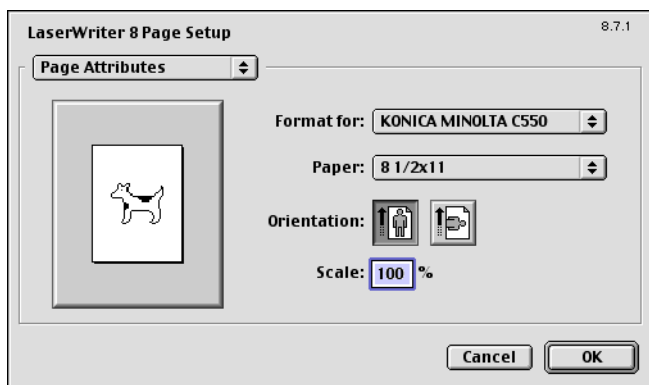 LaserWriter 8 Page Setup
8.7.1
Page Attributes
Format for: KONICA MINOLTA C550
Paper: 8 1/2x11
Orientation:
Scale: 100 %
Cancel OK